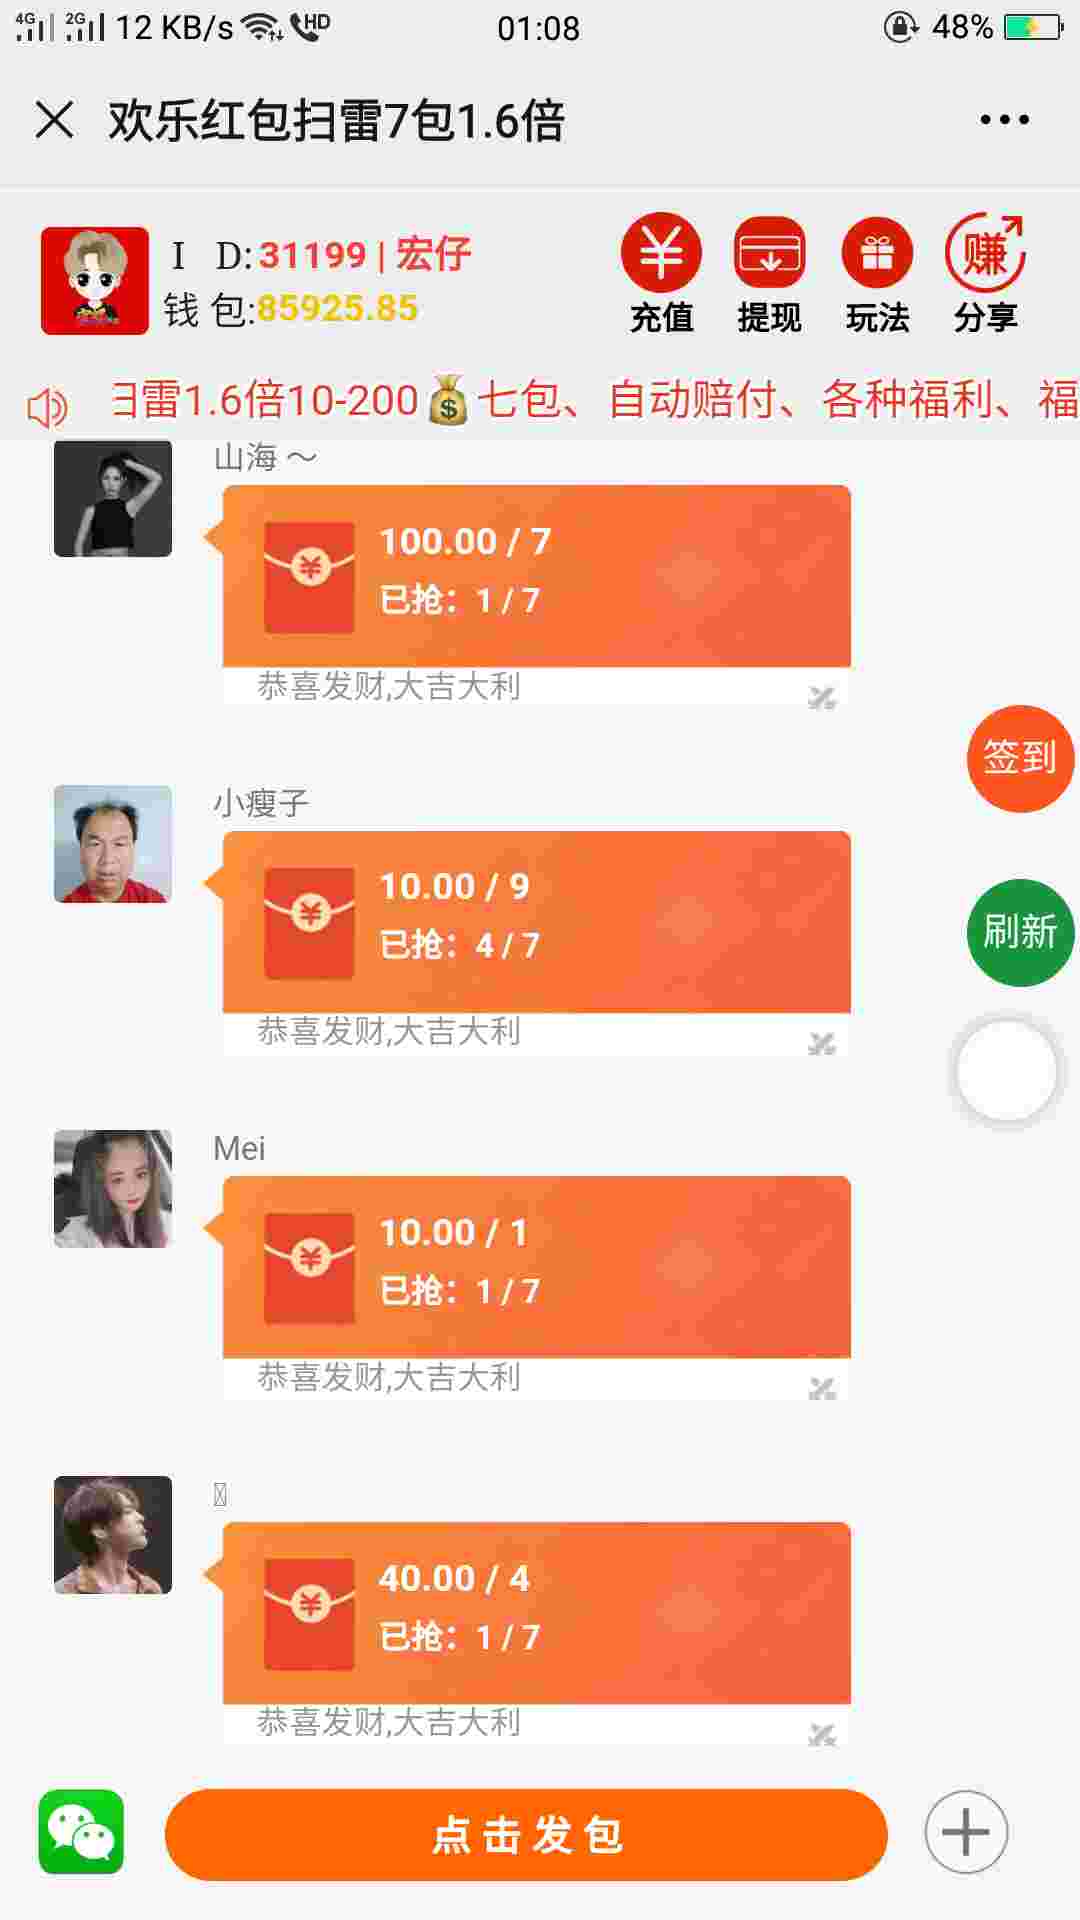 4G 2G 12 KB/s HD 01:08 48%
欢乐红包扫雷7包1.6倍
I D:31199 | 宏仔
钱 包:85925.85
充值 提现 玩法 分享
赚
雷1.6倍10-200💰七包、自动赔付、各种福利、福
山海～
100.00 / 7
已抢：1 / 7
恭喜发财,大吉大利
签到
小瘦子
10.00 / 9
已抢：4 / 7
恭喜发财,大吉大利
刷新
Mei
10.00 / 1
已抢：1 / 7
恭喜发财,大吉大利
40.00 / 4
已抢：1 / 7
恭喜发财,大吉大利
点击发包